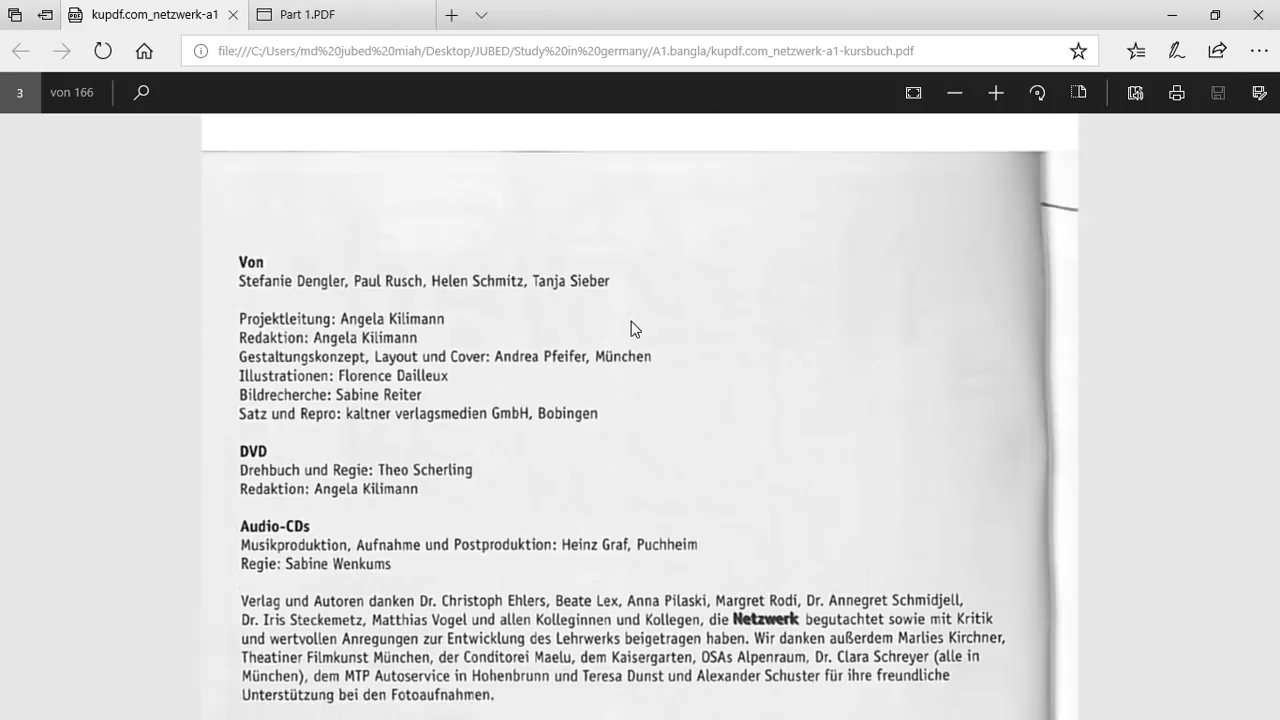 kupdf.com_netzwerk-a1
Part 1.PDF
file:///C:/Users/md%20jubed%20miah/Desktop/JUBED/Study%20in%20germany/A1.bangla/kupdf.com_netzwerk-a1-kursbuch.pdf
3 von 166
Von
Stefanie Dengler, Paul Rusch, Helen Schmitz, Tanja Sieber
Projektleitung: Angela Kilimann
Redaktion: Angela Kilimann
Gestaltungskonzept, Layout und Cover: Andrea Pfeifer, München
Illustrationen: Florence Dailleux
Bildrecherche: Sabine Reiter
Satz und Repro: kaltner verlagsmedien GmbH, Bobingen
DVD
Drehbuch und Regie: Theo Scherling
Redaktion: Angela Kilimann
Audio-CDs
Musikproduktion, Aufnahme und Postproduktion: Heinz Graf, Puchheim
Regie: Sabine Wenkums
Verlag und Autoren danken Dr. Christoph Ehlers, Beate Lex, Anna Pilaski, Margret Rodi, Dr. Annegret Schmidjell,
Dr. Iris Steckemetz, Matthias Vogel und allen Kolleginnen und Kollegen, die Netzwerk begutachtet sowie mit Kritik
und wertvollen Anregungen zur Entwicklung des Lehrwerks beigetragen haben. Wir danken außerdem Marlies Kirchner,
Theatiner Filmkunst München, der Conditorei Maelu, dem Kaisergarten, OSAs Alpenraum, Dr. Clara Schreyer (alle in
München), dem MTP Autoservice in Hohenbrunn und Teresa Dunst und Alexander Schuster für ihre freundliche
Unterstützung bei den Fotoaufnahmen.